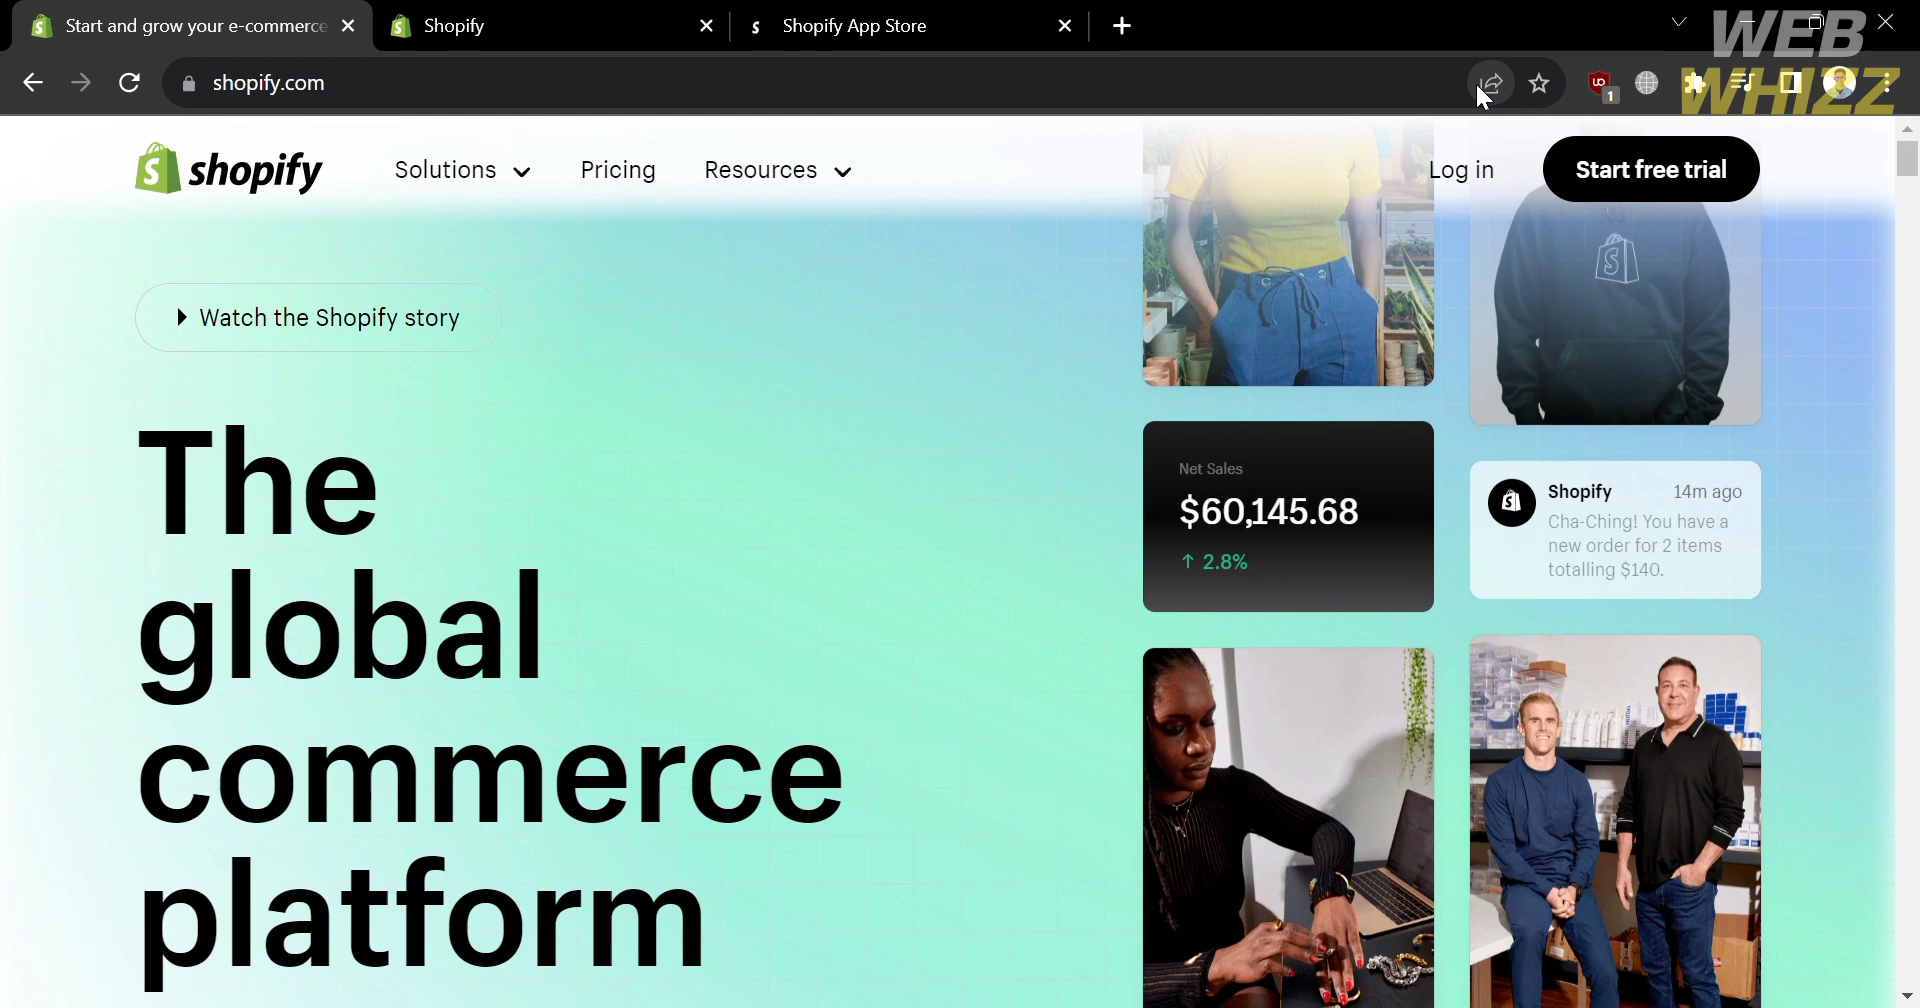 Start and grow your e-commerce
Shopify
Shopify App Store
WEB
WHIZZ
shopify.com
1
shopify
Solutions
Pricing
Resources
Log in
Start free trial
Watch the Shopify story
The
global
commerce
platform
Net Sales
$60,145.68
↑ 2.8%
Shopify
14m ago
Cha-Ching! You have a
new order for 2 items
totalling $140.